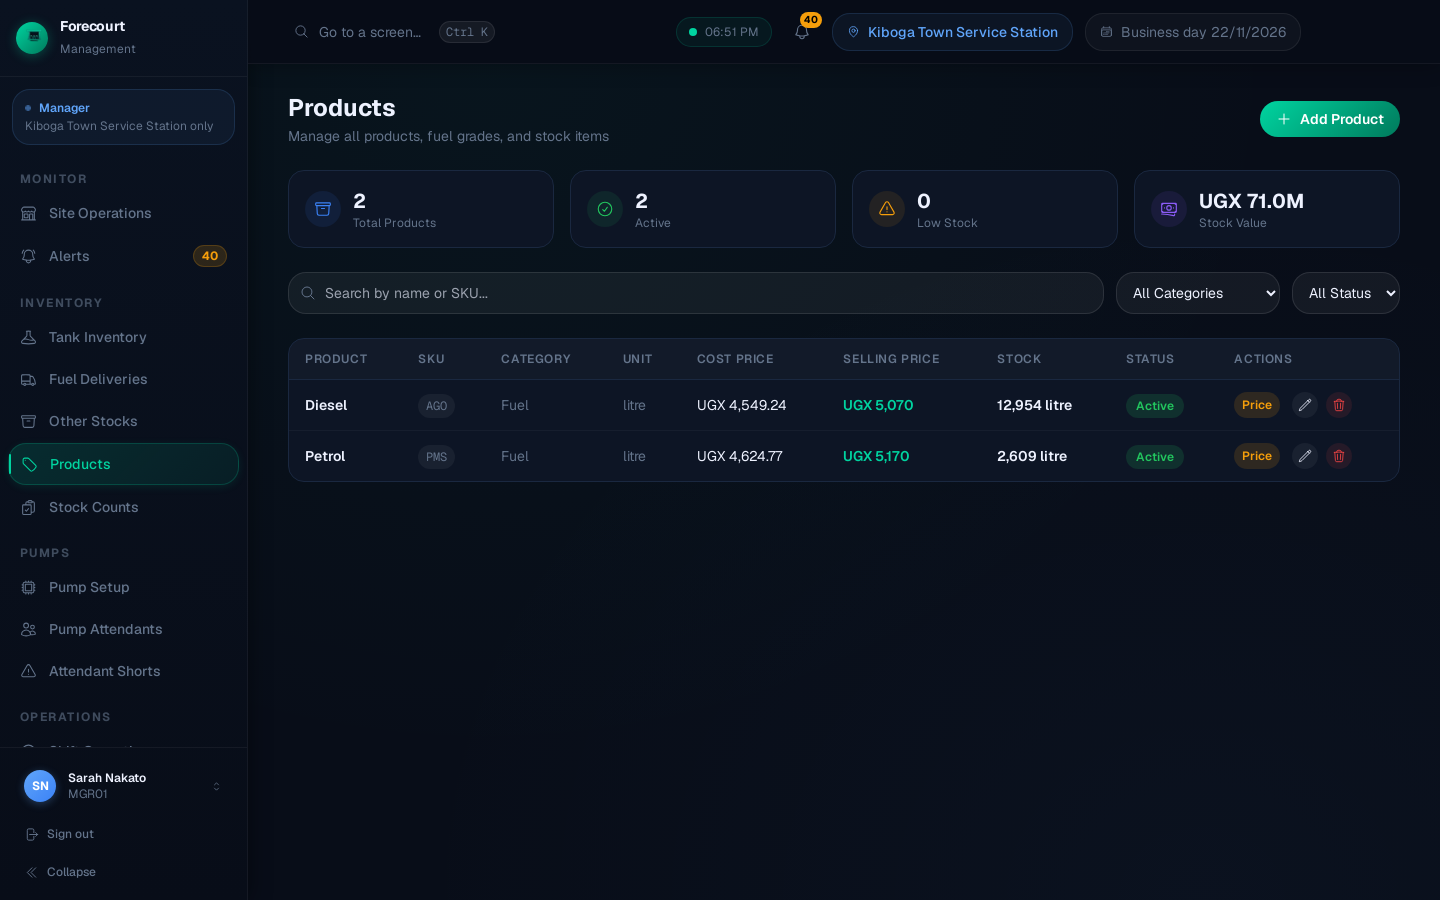 Forecourt
Management
Go to a screen...
Ctrl K
06:51 PM
40
Kiboga Town Service Station
Business day 22/11/2026
Manager
Kiboga Town Service Station only
MONITOR
Site Operations
Alerts
40
INVENTORY
Tank Inventory
Fuel Deliveries
Other Stocks
Products
Stock Counts
PUMPS
Pump Setup
Pump Attendants
Attendant Shorts
OPERATIONS
SN
Sarah Nakato
MGR01
Sign out
Collapse
Products
Manage all products, fuel grades, and stock items
Add Product
2
Total Products
2
Active
0
Low Stock
UGX 71.0M
Stock Value
Search by name or SKU...
All Categories
All Status
PRODUCT SKU CATEGORY UNIT COST PRICE SELLING PRICE STOCK STATUS ACTIONS
Diesel AGO Fuel litre UGX 4,549.24 UGX 5,070 12,954 litre Active Price
Petrol PMS Fuel litre UGX 4,624.77 UGX 5,170 2,609 litre Active Price